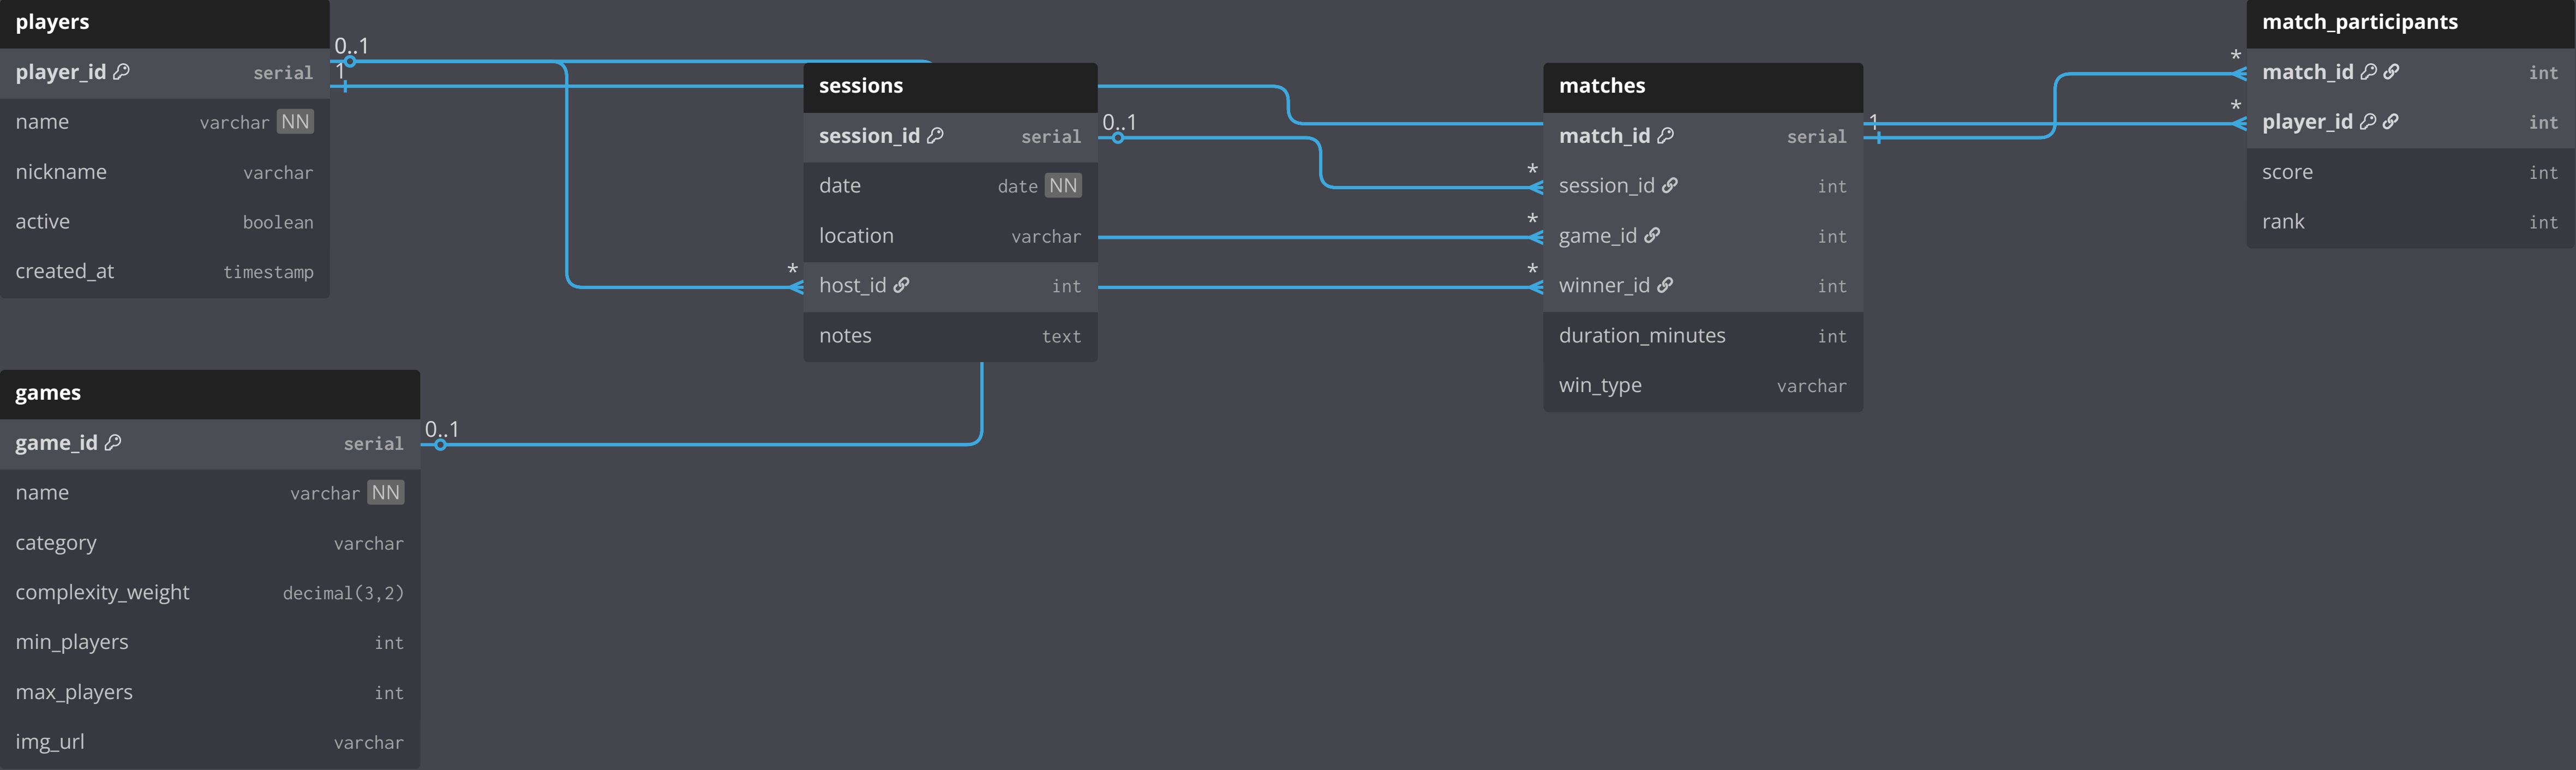 players
0..1
player_id serial
1
name varchar NN
nickname varchar
active boolean
created_at timestamp
games
0..1
game_id serial
name varchar NN
category varchar
complexity_weight decimal(3,2)
min_players int
max_players int
img_url varchar
sessions
0..1
session_id serial
date date NN
location varchar
*
host_id int
notes text
matches
1
match_id serial
*
session_id int
*
game_id int
*
winner_id int
duration_minutes int
win_type varchar
match_participants
*
match_id int
*
player_id int
score int
rank int